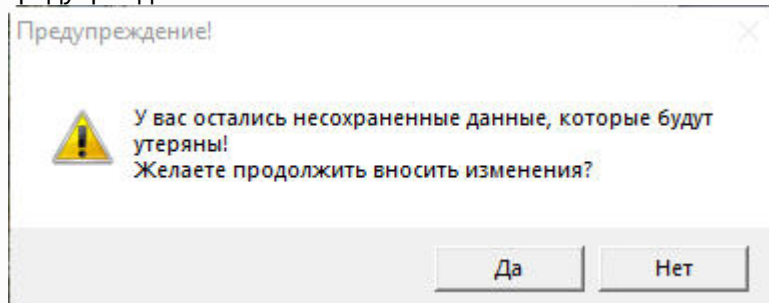 Предупреждение!
У вас остались несохраненные данные, которые будут
утеряны!
Желаете продолжить вносить изменения?
Да
Нет